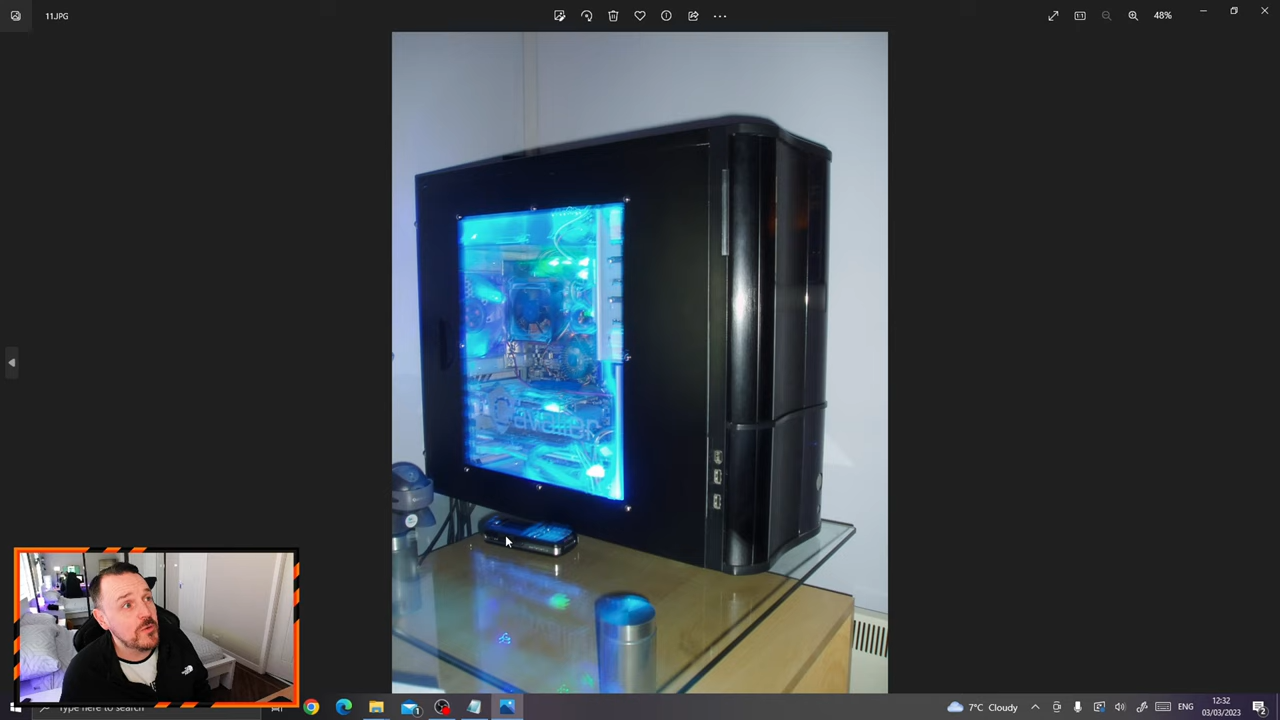 11.JPG
48%
Type here to search
7°C Cloudy
ENG
12:32
03/03/2023